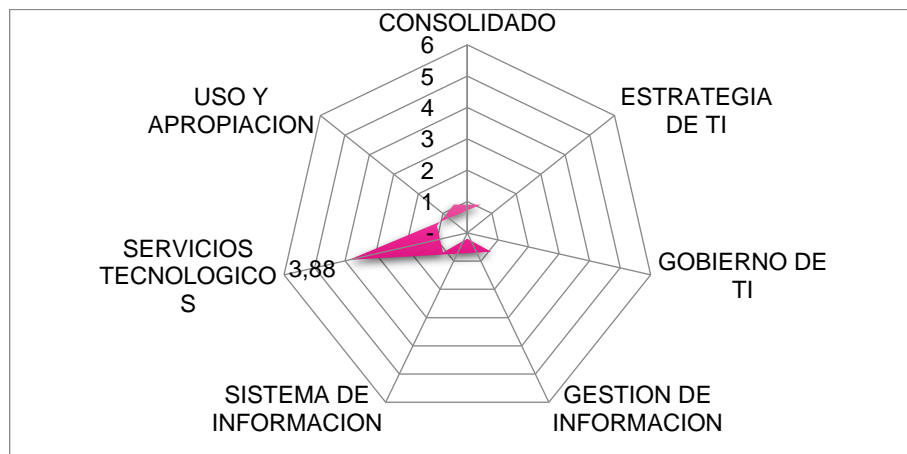 CONSOLIDADO
6
5
4
3
2
1
-
ESTRATEGIA
DE TI
GOBIERNO DE
TI
GESTION DE
INFORMACION
SISTEMA DE
INFORMACION
SERVICIOS
TECNOLOGICO
S
3,88
USO Y
APROPIACION